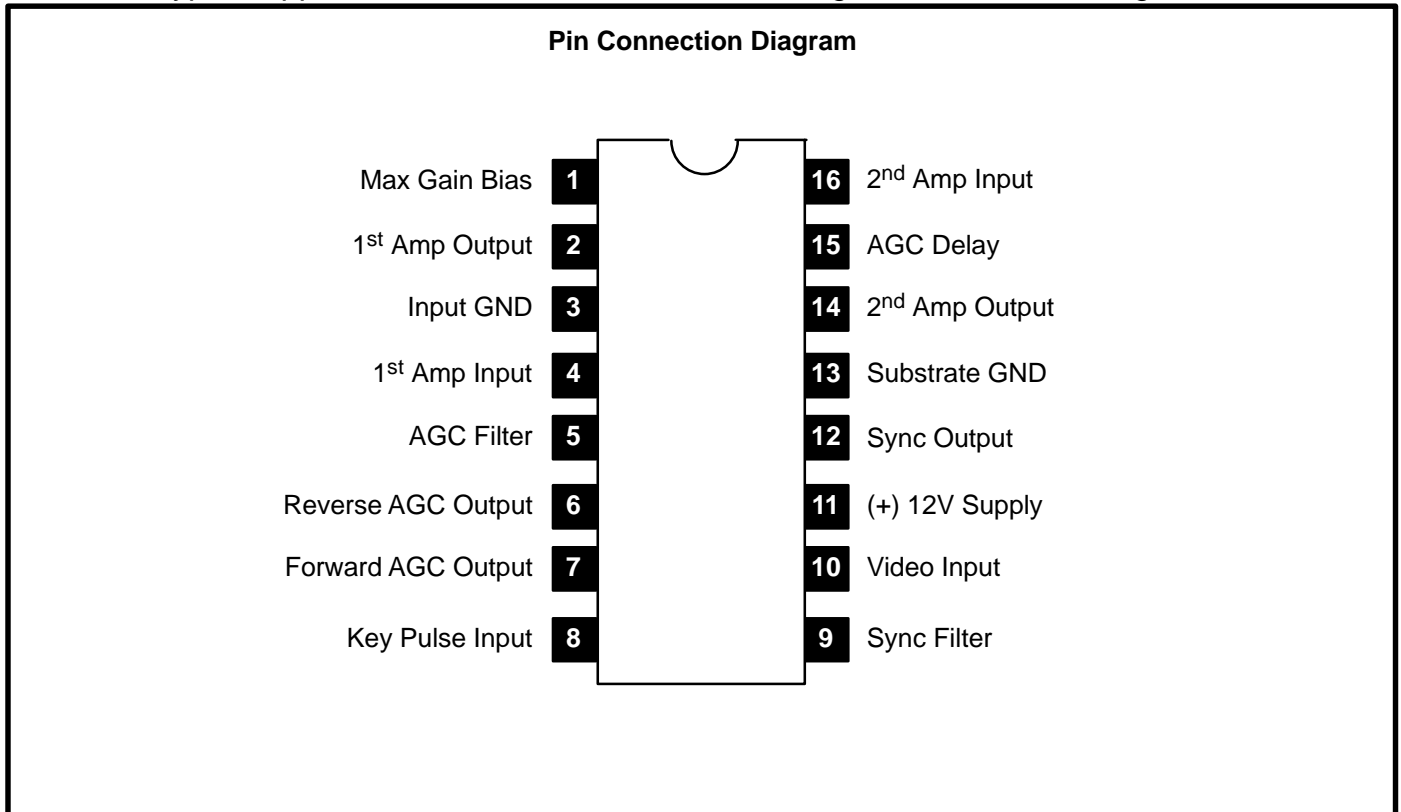 Pin Connection Diagram
Max Gain Bias 1 16 2nd Amp Input
1st Amp Output 2 15 AGC Delay
Input GND 3 14 2nd Amp Output
1st Amp Input 4 13 Substrate GND
AGC Filter 5 12 Sync Output
Reverse AGC Output 6 11 (+) 12V Supply
Forward AGC Output 7 10 Video Input
Key Pulse Input 8 9 Sync Filter